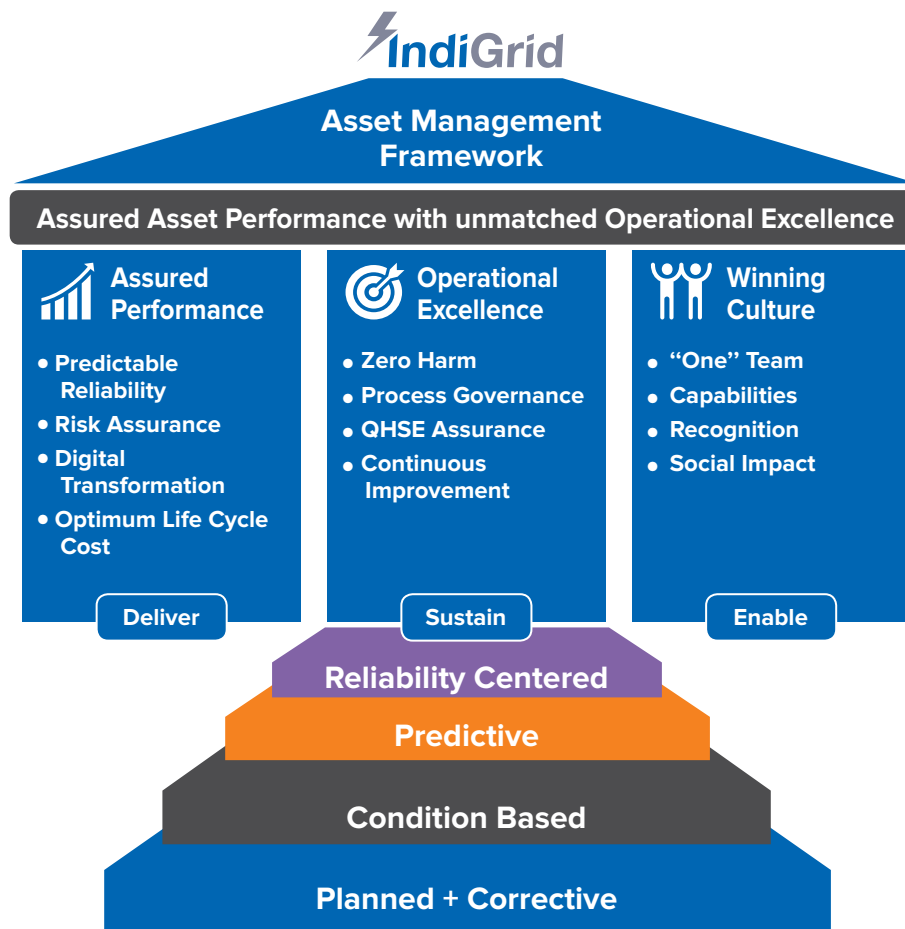 IndiGrid
Asset Management
Framework
Assured Asset Performance with unmatched Operational Excellence
Assured
Performance
• Predictable
Reliability
• Risk Assurance
• Digital
Transformation
• Optimum Life Cycle
Cost
Deliver
Operational
Excellence
• Zero Harm
• Process Governance
• QHSE Assurance
• Continuous
Improvement
Sustain
Winning
Culture
• “One” Team
• Capabilities
• Recognition
• Social Impact
Enable
Reliability Centered
Predictive
Condition Based
Planned + Corrective